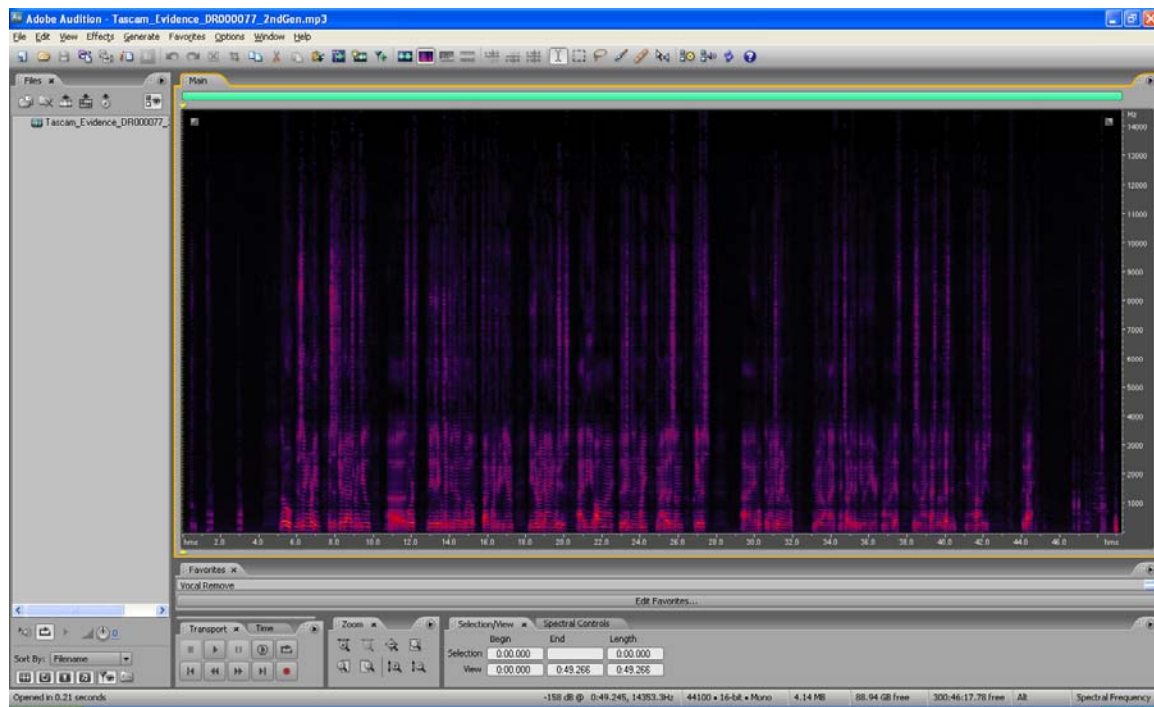 Adobe Audition - Tascam_Evidence_DR000077_2ndGen.mp3
File Edit View Effects Generate Favorites Options Window Help
Files
Main
Tascam_Evidence_DR000077_
Hz
14000
13000
12000
11000
10000
9000
8000
7000
6000
5000
4000
3000
2000
1000
hms 2.0 4.0 6.0 8.0 10.0 12.0 14.0 16.0 18.0 20.0 22.0 24.0 26.0 28.0 30.0 32.0 34.0 36.0 38.0 40.0 42.0 44.0 46.0 hms
Favorites
Vocal Remove
Edit Favorites...
Transport Time
Zoom
Selection/View Spectral Controls
Begin End Length
Selection 0:00.000 0:00.000
View 0:00.000 0:49.266 0:49.266
Sort By: Filename
Opened in 0.21 seconds
-158 dB @ 0:49.245, 14353.3Hz 44100 • 16-bit • Mono 4.14 MB 88.94 GB free 300:46:17.78 free Alt Spectral Frequency